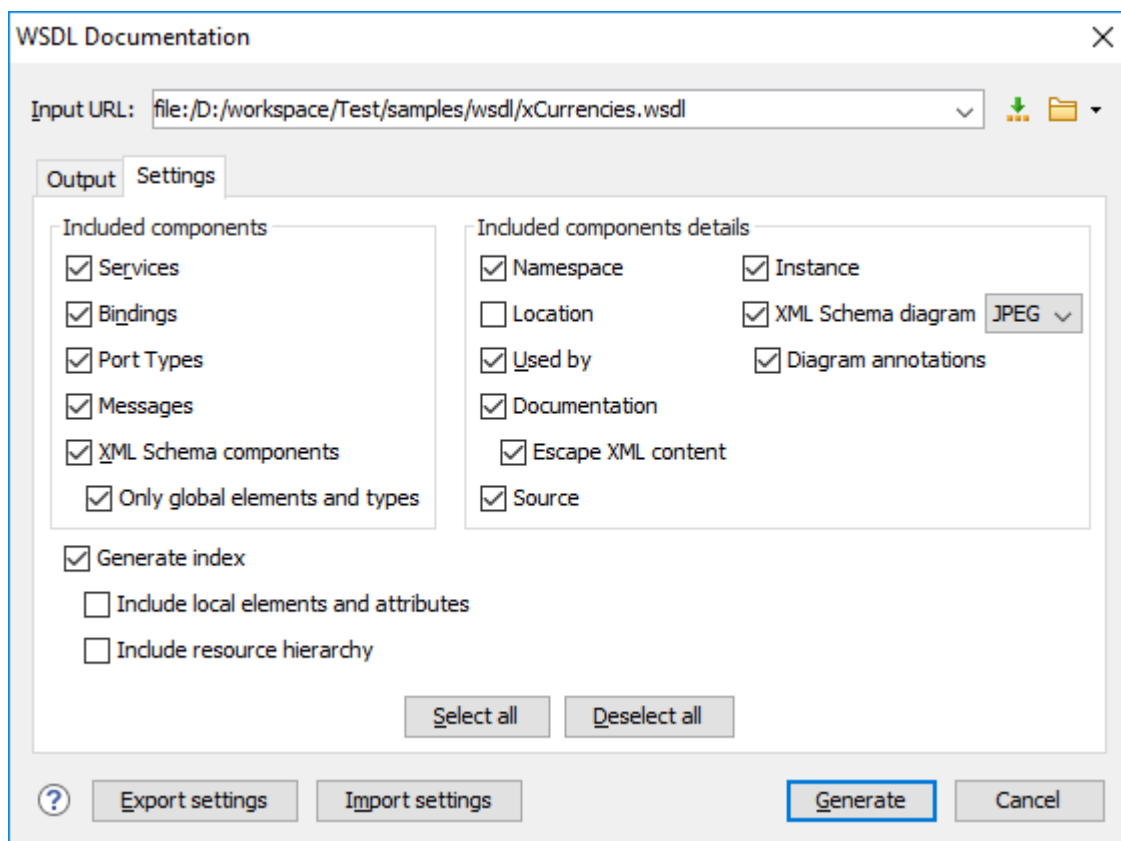 WSDL Documentation
Input URL: file:/D:/workspace/Test/samples/wsdl/xCurrencies.wsdl
Output Settings
Included components
Services
Bindings
Port Types
Messages
XML Schema components
Only global elements and types
Included components details
Namespace Instance
Location XML Schema diagram JPEG
Used by Diagram annotations
Documentation
Escape XML content
Source
Generate index
Include local elements and attributes
Include resource hierarchy
Select all Deselect all
? Export settings Import settings Generate Cancel